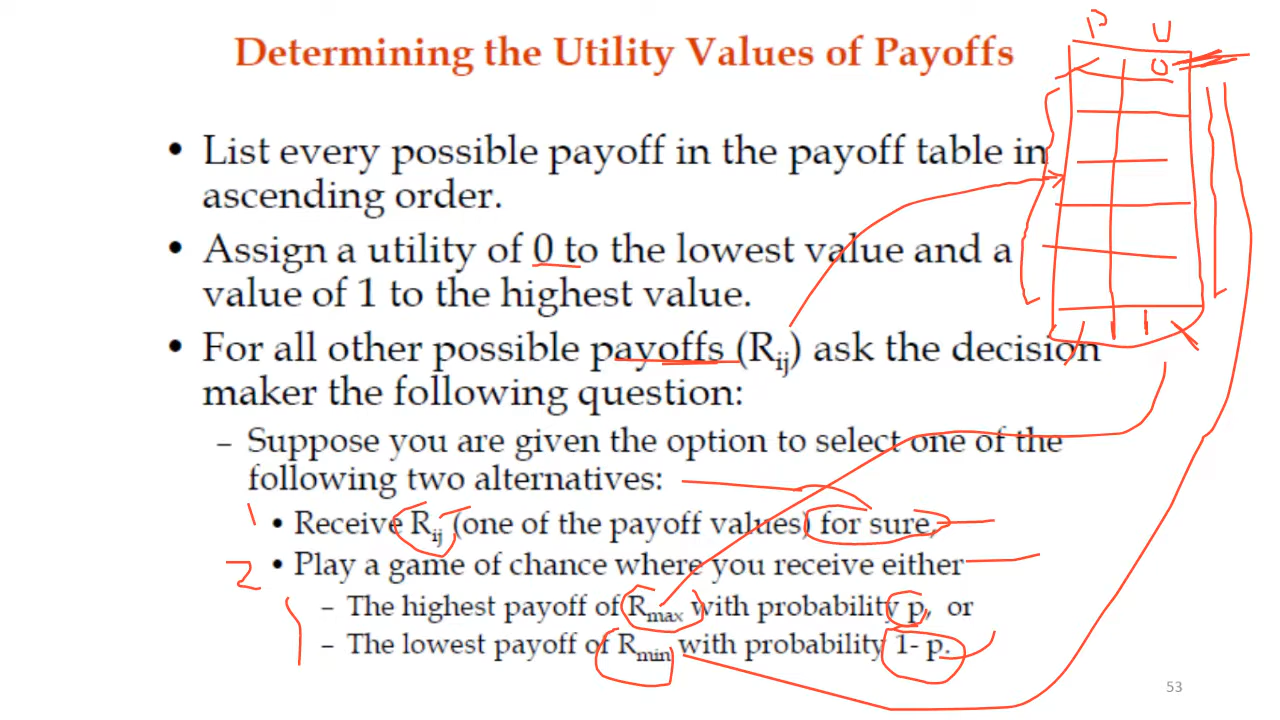 Determining the Utility Values of Payoffs
P U
0
• List every possible payoff in the payoff table in
ascending order.
• Assign a utility of 0 to the lowest value and a
value of 1 to the highest value.
• For all other possible payoffs (Rij) ask the decision
maker the following question:
– Suppose you are given the option to select one of the
following two alternatives:
1 • Receive Rij (one of the payoff values) for sure,
2 • Play a game of chance where you receive either
– The highest payoff of Rmax with probability p, or
– The lowest payoff of Rmin with probability 1- p.
53